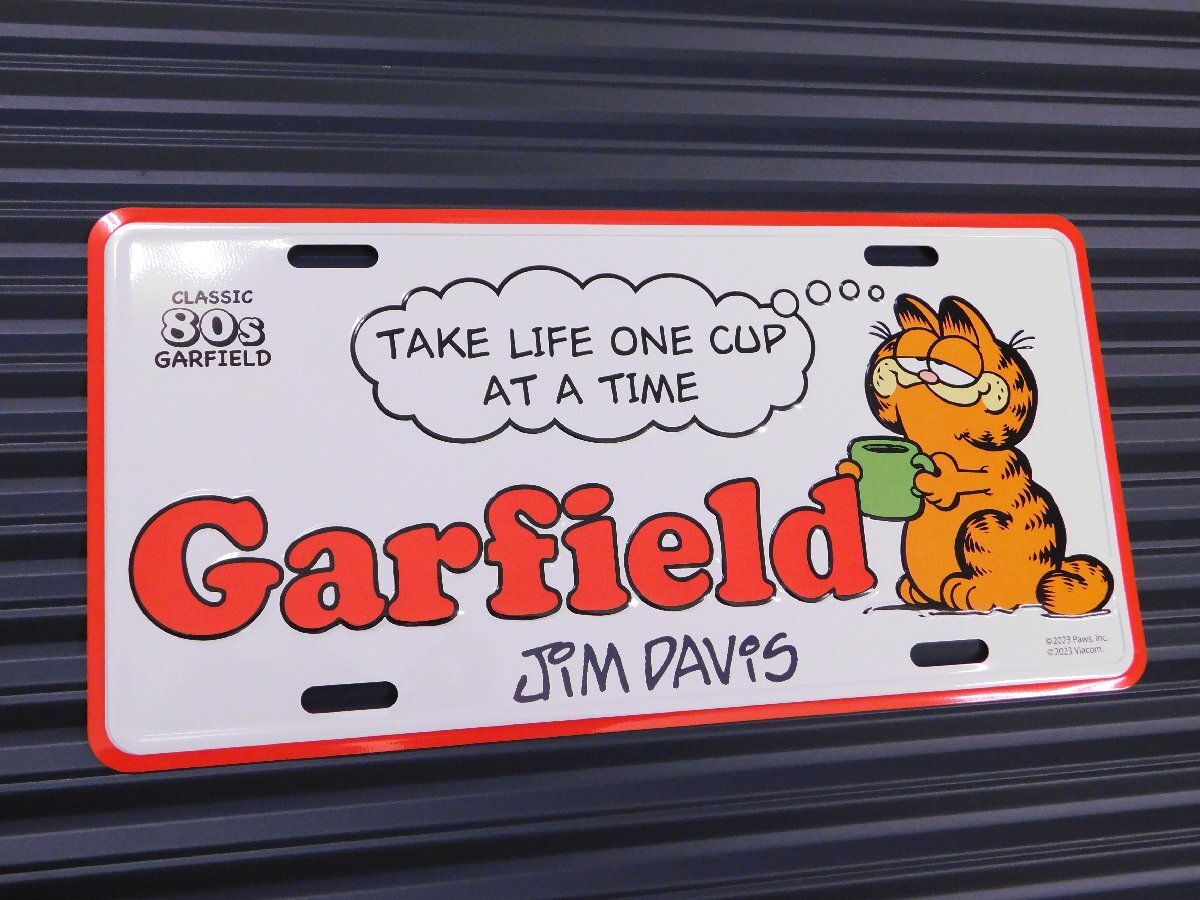 CLASSIC
80s
GARFIELD
TAKE LIFE ONE CUP
AT A TIME
Garfield
JIM DAVIS
©2023 Paws, Inc.
©2023 Viacom.